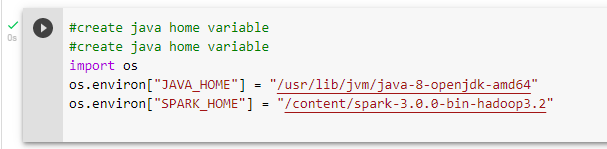 0s
#create java home variable
#create java home variable
import os
os.environ["JAVA_HOME"] = "/usr/lib/jvm/java-8-openjdk-amd64"
os.environ["SPARK_HOME"] = "/content/spark-3.0.0-bin-hadoop3.2"